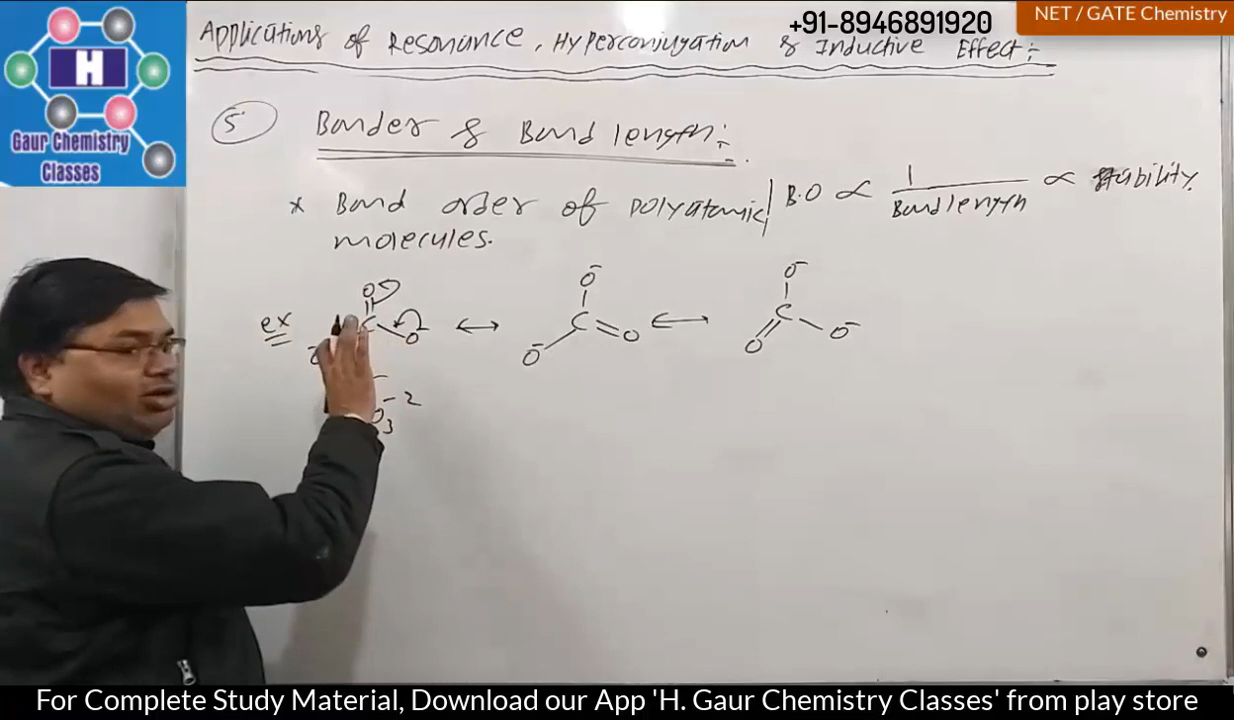 +91-8946891920
NET / GATE Chemistry
Applications of Resonance, Hyperconjugation & Inductive Effect:-
H
Gaur Chemistry
Classes
5 Border & Bond length:-
* Bond order of polyatomic molecules.
B.O ∝ 1/Bond length ∝ stability.
ex
O C O ↔ O⁻ C O O⁻ ↔ O⁻ C O O⁻
O₃⁻²
For Complete Study Material, Download our App 'H. Gaur Chemistry Classes' from play store